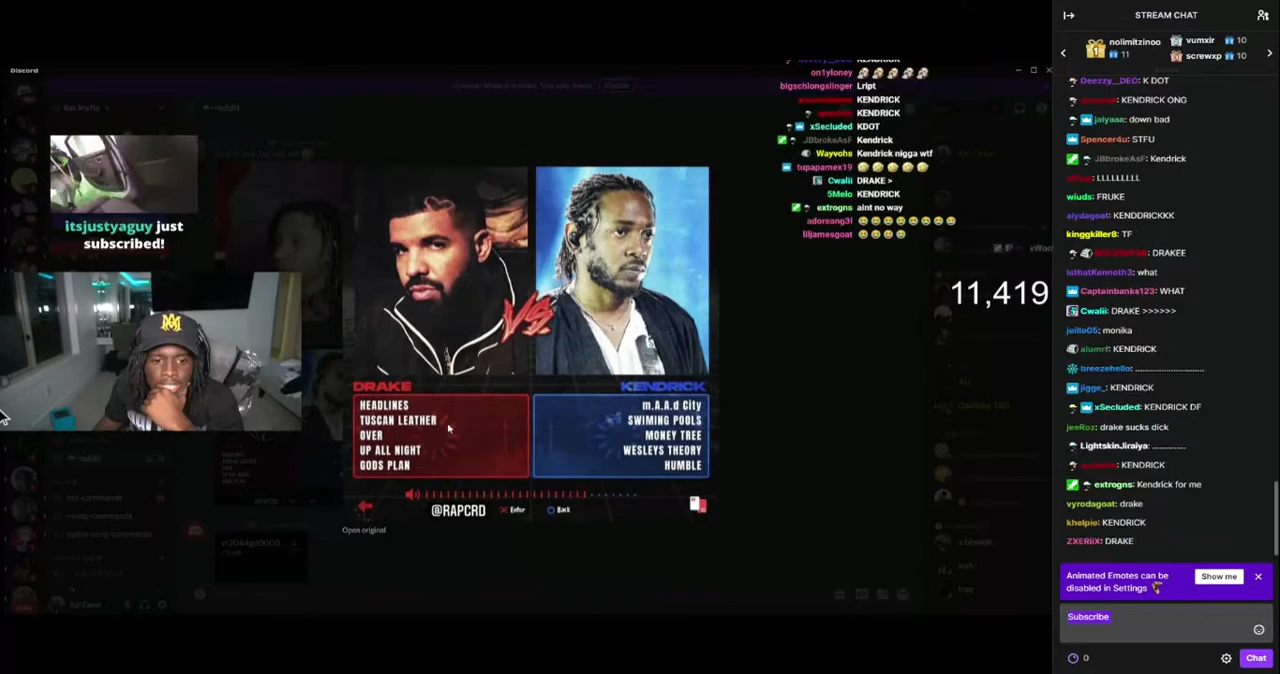 Discord
itsjustyaguy just
subscribed!
VS
DRAKE
HEADLINES
TUSCAN LEATHER
OVER
UP ALL NIGHT
GODS PLAN
KENDRICK
m.A.A.d City
SWIMING POOLS
MONEY TREE
WESLEYS THEORY
HUMBLE
@RAPCRD Enter Back
Open original
KENDRICK
on1yloney
bigschlongslinger Lript
KENDRICK
KENDRICK
xSecluded KDOT
JBbrokeAsF Kendrick
Wayvohs Kendrick nigga wtf
tupapamex19
Cwalii DRAKE >
5Melo KENDRICK
extrogns aint no way
adoreang3l
liljamesgoat
11,419
STREAM CHAT
nolimitzinoo
11
vumxir 10
screwxp 10
Deezzy__DEO: K DOT
KENDRICK ONG
jaiyaaa: down bad
Spencer4u: STFU
JBbrokeAsF: Kendrick
LLLLLLLLL
wiuds: FRUKE
alydagoat: KENDDRICKKK
kinggkiller8: TF
DRAKEE
isthatKenneth3: what
Captainbanks123: WHAT
Cwalii: DRAKE >>>>>>
jello05: monika
alumrf: KENDRICK
breezehello: ............................
jigge_: KENDRICK
xSecluded: KENDRICK DF
jeeRoz: drake sucks dick
LightskinJiraiya: ..............
KENDRICK
extrogns: Kendrick for me
vyrodagoat: drake
khelpio: KENDRICK
ZXERiiX: DRAKE
Animated Emotes can be
disabled in Settings
Show me
Subscribe
0
Chat